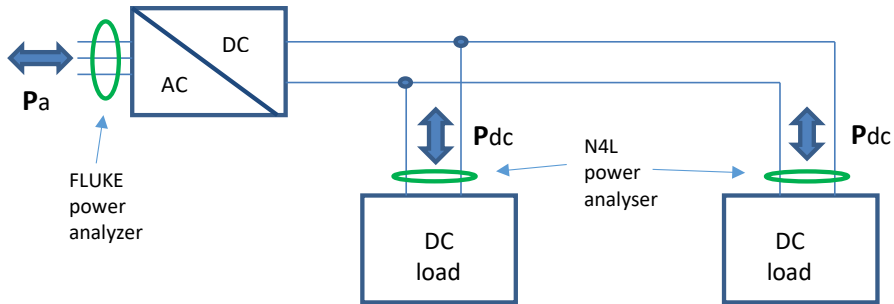 DC
AC
Pa
FLUKE
power
analyzer
Pdc
N4L
power
analyser
Pdc
DC
load
DC
load